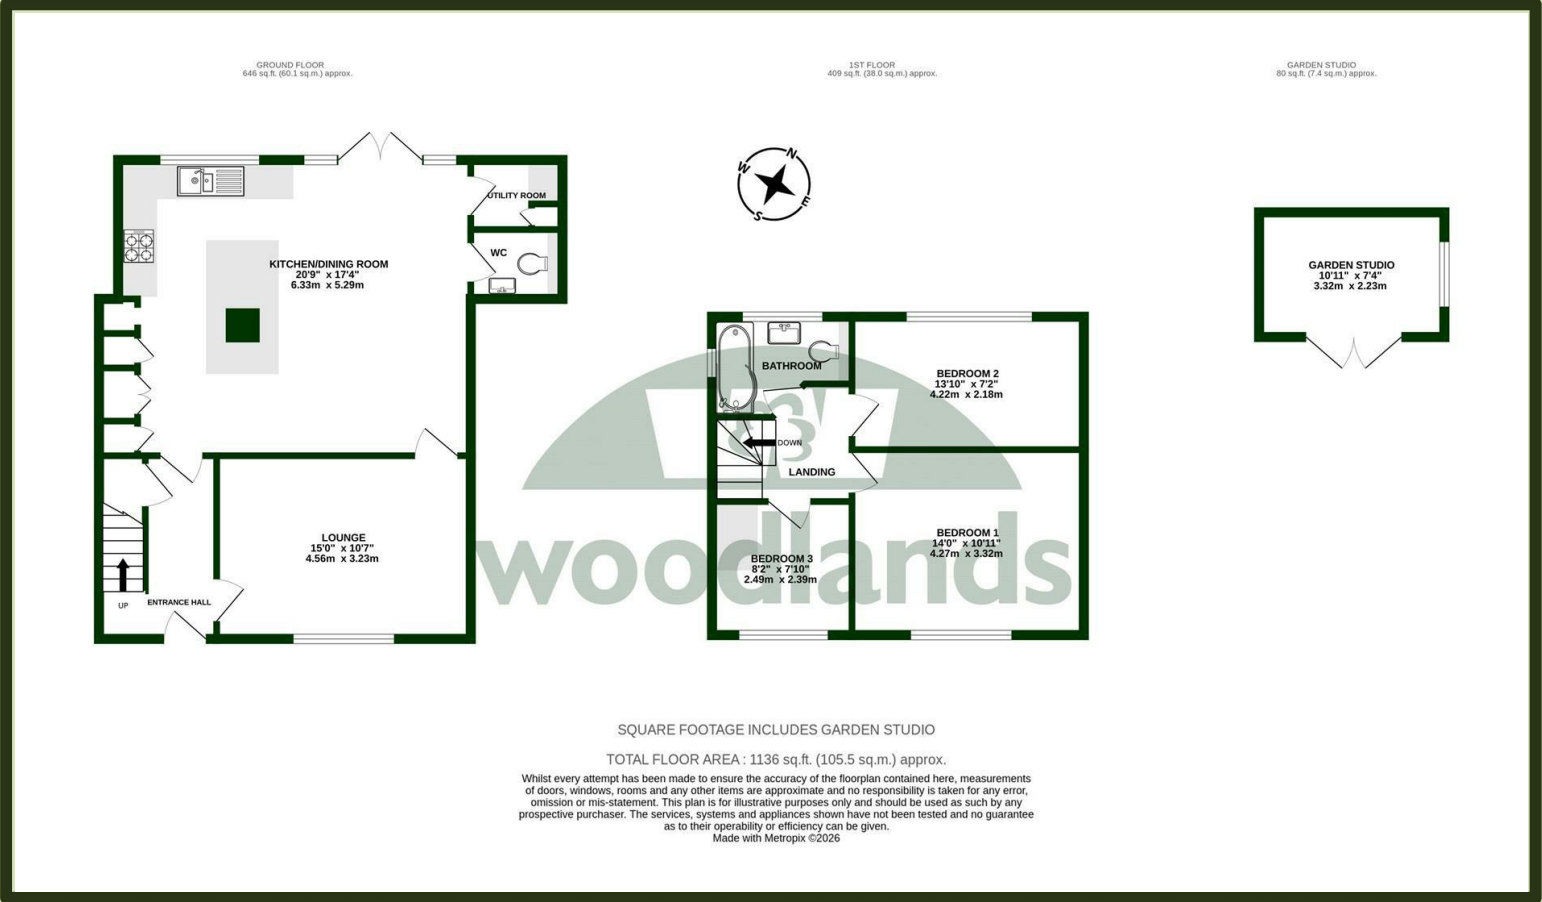 GROUND FLOOR
646 sq.ft. (60.1 sq.m.) approx.
1ST FLOOR
409 sq.ft. (38.0 sq.m.) approx.
GARDEN STUDIO
80 sq.ft. (7.4 sq.m.) approx.
UTILITY ROOM
WC
KITCHEN/DINING ROOM
20'9" x 17'4"
6.33m x 5.29m
LOUNGE
15'0" x 10'7"
4.56m x 3.23m
UP
ENTRANCE HALL
N
W
E
S
BATHROOM
BEDROOM 2
13'10" x 7'2"
4.22m x 2.18m
DOWN
LANDING
BEDROOM 1
14'0" x 10'11"
4.27m x 3.32m
BEDROOM 3
8'2" x 7'10"
2.49m x 2.39m
woodlands
GARDEN STUDIO
10'11" x 7'4"
3.32m x 2.23m
SQUARE FOOTAGE INCLUDES GARDEN STUDIO
TOTAL FLOOR AREA : 1136 sq.ft. (105.5 sq.m.) approx.
Whilst every attempt has been made to ensure the accuracy of the floorplan contained here, measurements
of doors, windows, rooms and any other items are approximate and no responsibility is taken for any error,
omission or mis-statement. This plan is for illustrative purposes only and should be used as such by any
prospective purchaser. The services, systems and appliances shown have not been tested and no guarantee
as to their operability or efficiency can be given.
Made with Metropix ©2026